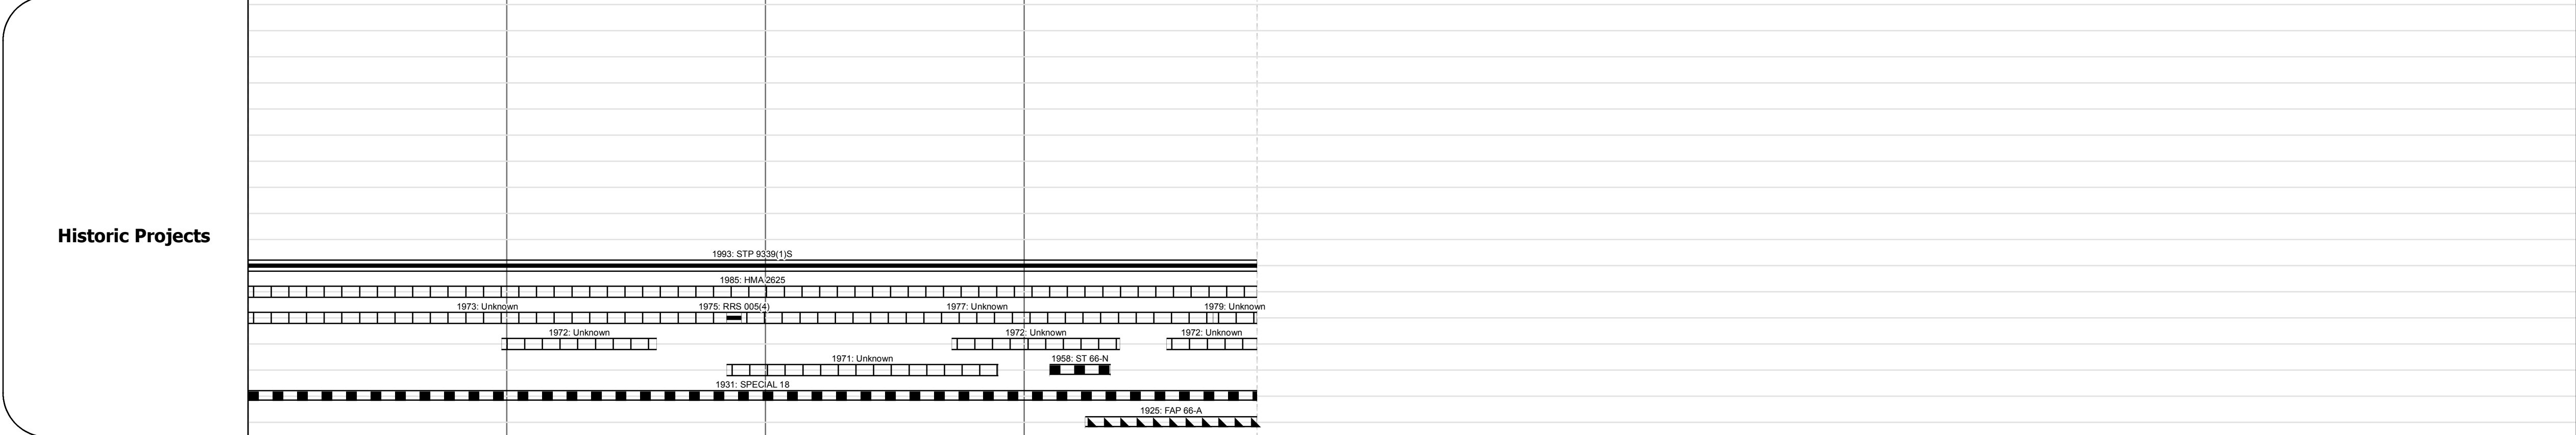 Historic Projects
1993: STP 9339(1)S
1985: HMA 2625
1973: Unknown 1975: RRS 005(4) 1977: Unknown 1979: Unknown
1972: Unknown 1972: Unknown 1972: Unknown
1971: Unknown 1958: ST 66-N
1931: SPECIAL 18
1925: FAP 66-A